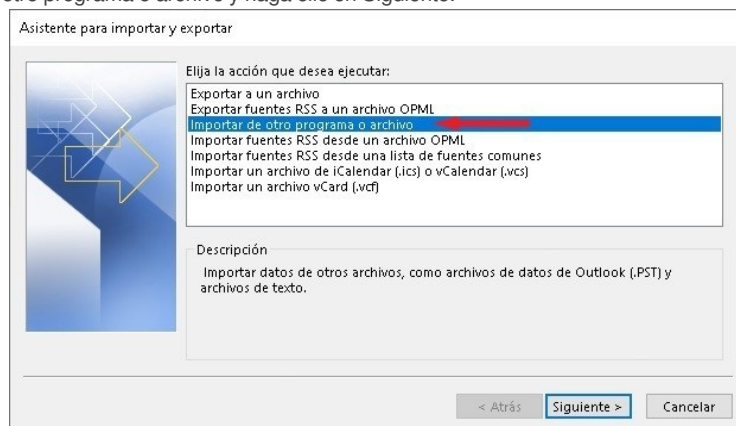 otro programa o archivo y haga clic en Siguiente.
Asistente para importar y exportar
Elija la acción que desea ejecutar:
Exportar a un archivo
Exportar fuentes RSS a un archivo OPML
Importar de otro programa o archivo
Importar fuentes RSS desde un archivo OPML
Importar fuentes RSS desde una lista de fuentes comunes
Importar un archivo de iCalendar (.ics) o vCalendar (.vcs)
Importar un archivo vCard (.vcf)
Descripción
Importar datos de otros archivos, como archivos de datos de Outlook (.PST) y
archivos de texto.
< Atrás Siguiente > Cancelar